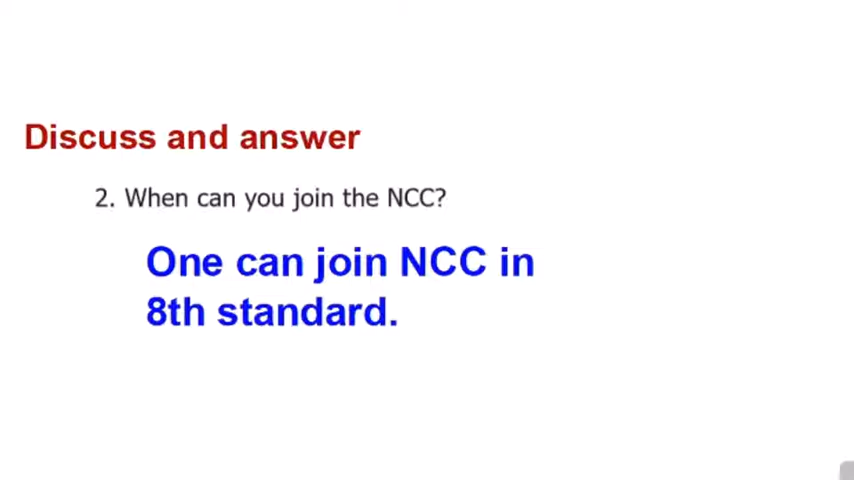 Discuss and answer
2. When can you join the NCC?
One can join NCC in
8th standard.